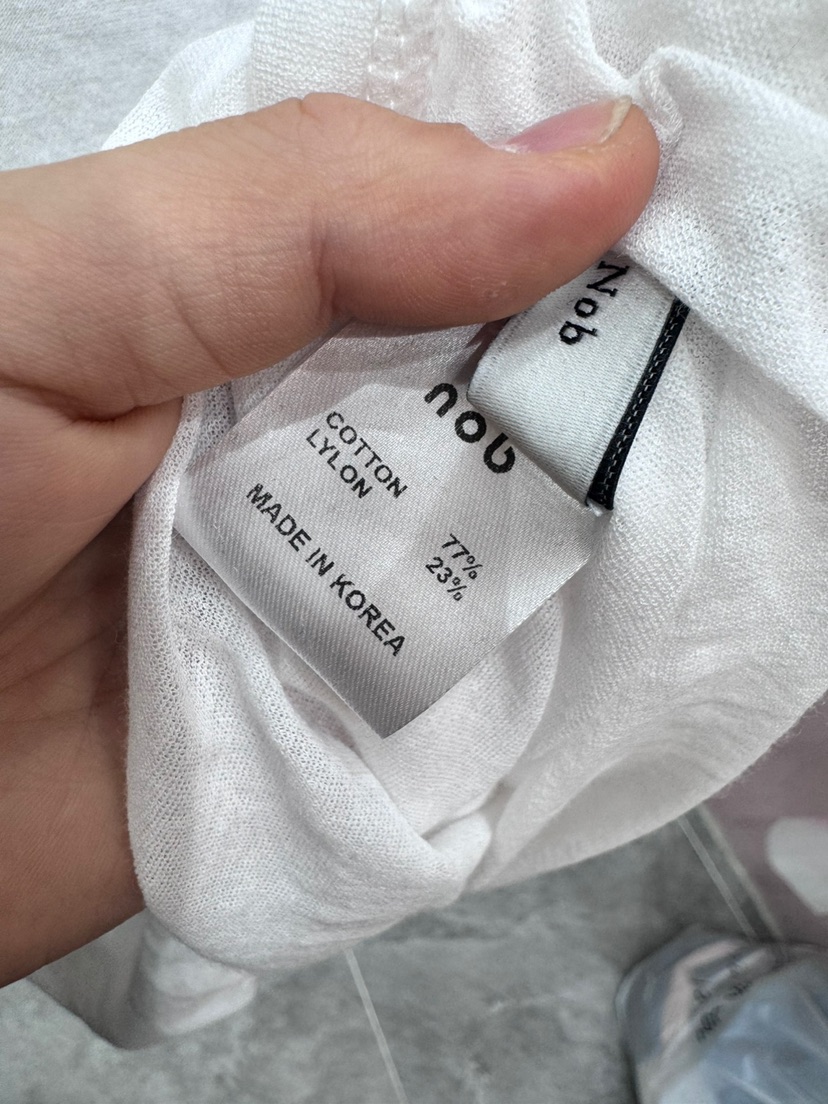 Nob
nob
COTTON 77%
LYLON 23%
MADE IN KOREA